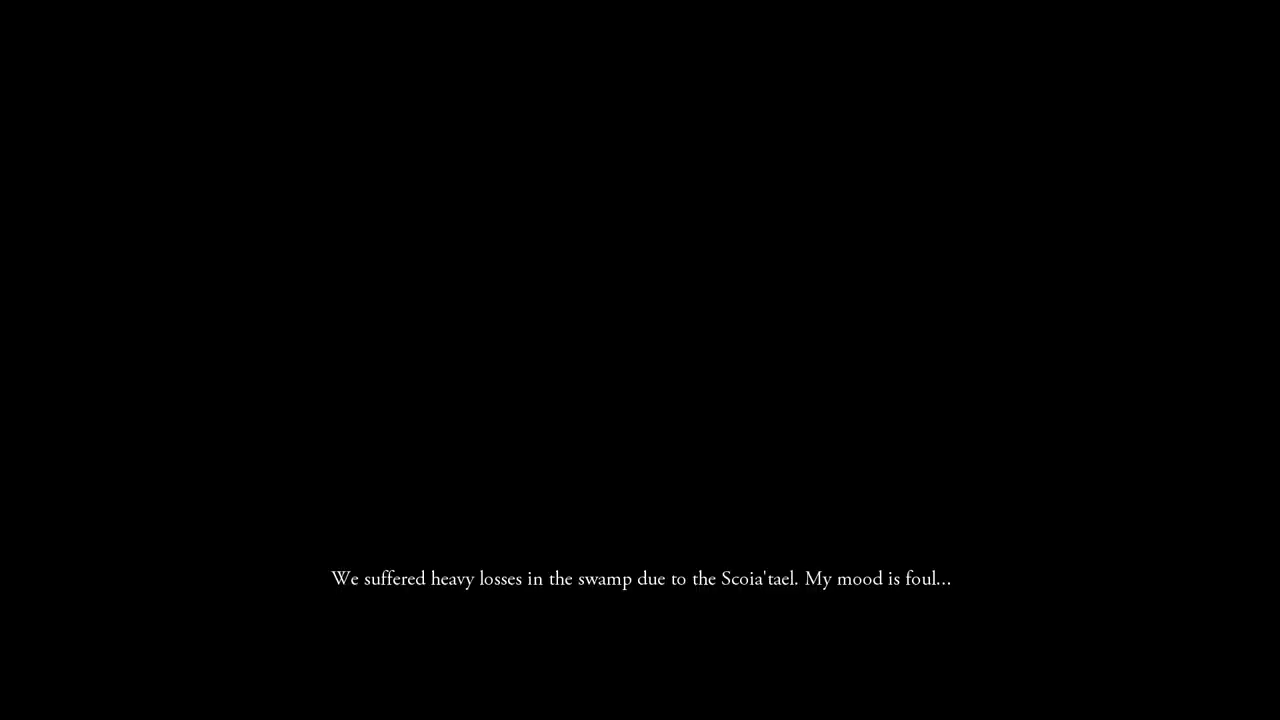 We suffered heavy losses in the swamp due to the Scoia'tael. My mood is foul...